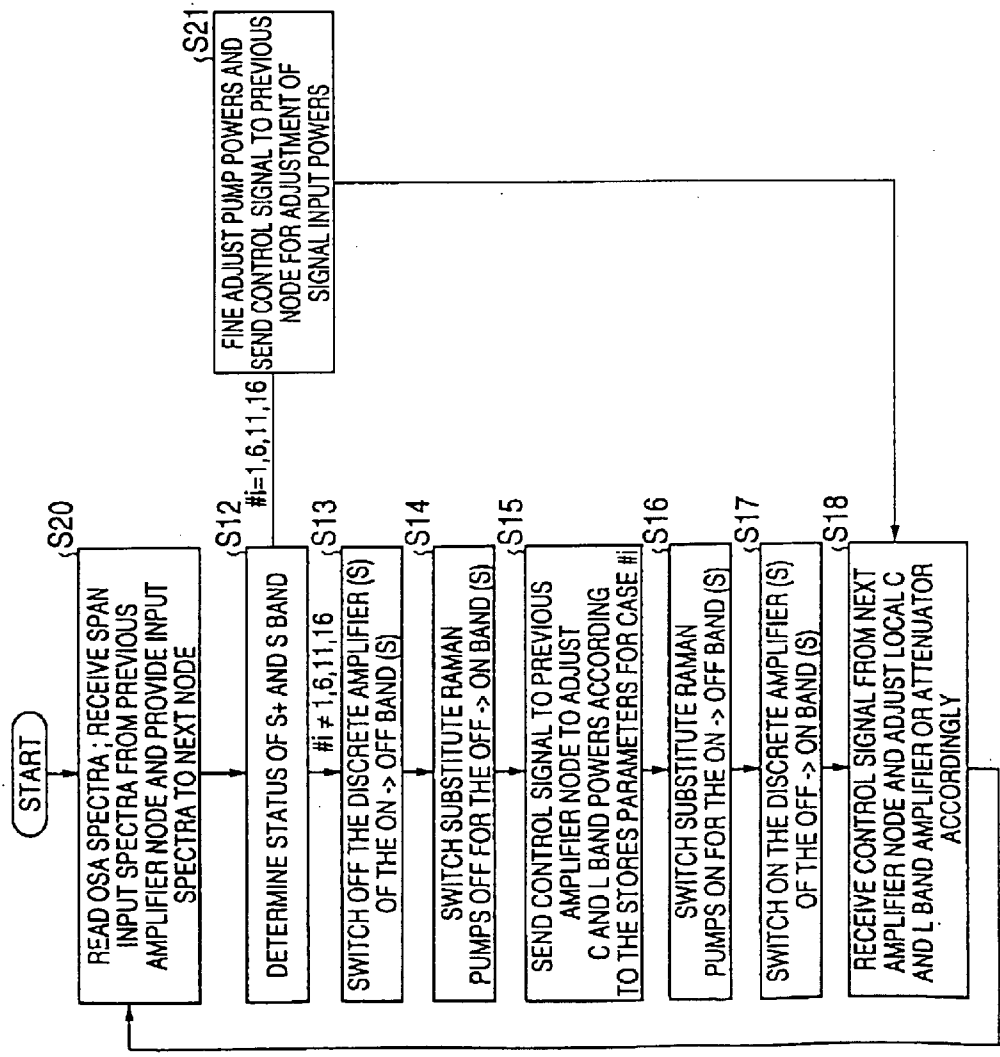 START
S20
READ OSA SPECTRA ; RECEIVE SPAN
INPUT SPECTRA FROM PREVIOUS
AMPLIFIER NODE AND PROVIDE INPUT
SPECTRA TO NEXT NODE
S12
DETERMINE STATUS OF S+ AND S BAND
#i=1,6,11,16
S21
FINE ADJUST PUMP POWERS AND
SEND CONTROL SIGNAL TO PREVIOUS
NODE FOR ADJUSTMENT OF
SIGNAL INPUT POWERS
#i ≠ 1,6,11,16
S13
SWITCH OFF THE DISCRETE AMPLIFIER (S)
OF THE ON -> OFF BAND (S)
S14
SWITCH SUBSTITUTE RAMAN
PUMPS OFF FOR THE OFF -> ON BAND (S)
S15
SEND CONTROL SIGNAL TO PREVIOUS
AMPLIFIER NODE TO ADJUST
C AND L BAND POWERS ACCORDING
TO THE STORES PARAMETERS FOR CASE #i
S16
SWITCH SUBSTITUTE RAMAN
PUMPS ON FOR THE ON -> OFF BAND (S)
S17
SWITCH ON THE DISCRETE AMPLIFIER (S)
OF THE OFF -> ON BAND (S)
S18
RECEIVE CONTROL SIGNAL FROM NEXT
AMPLIFIER NODE AND ADJUST LOCAL C
AND L BAND AMPLIFIER OR ATTENUATOR
ACCORDINGLY